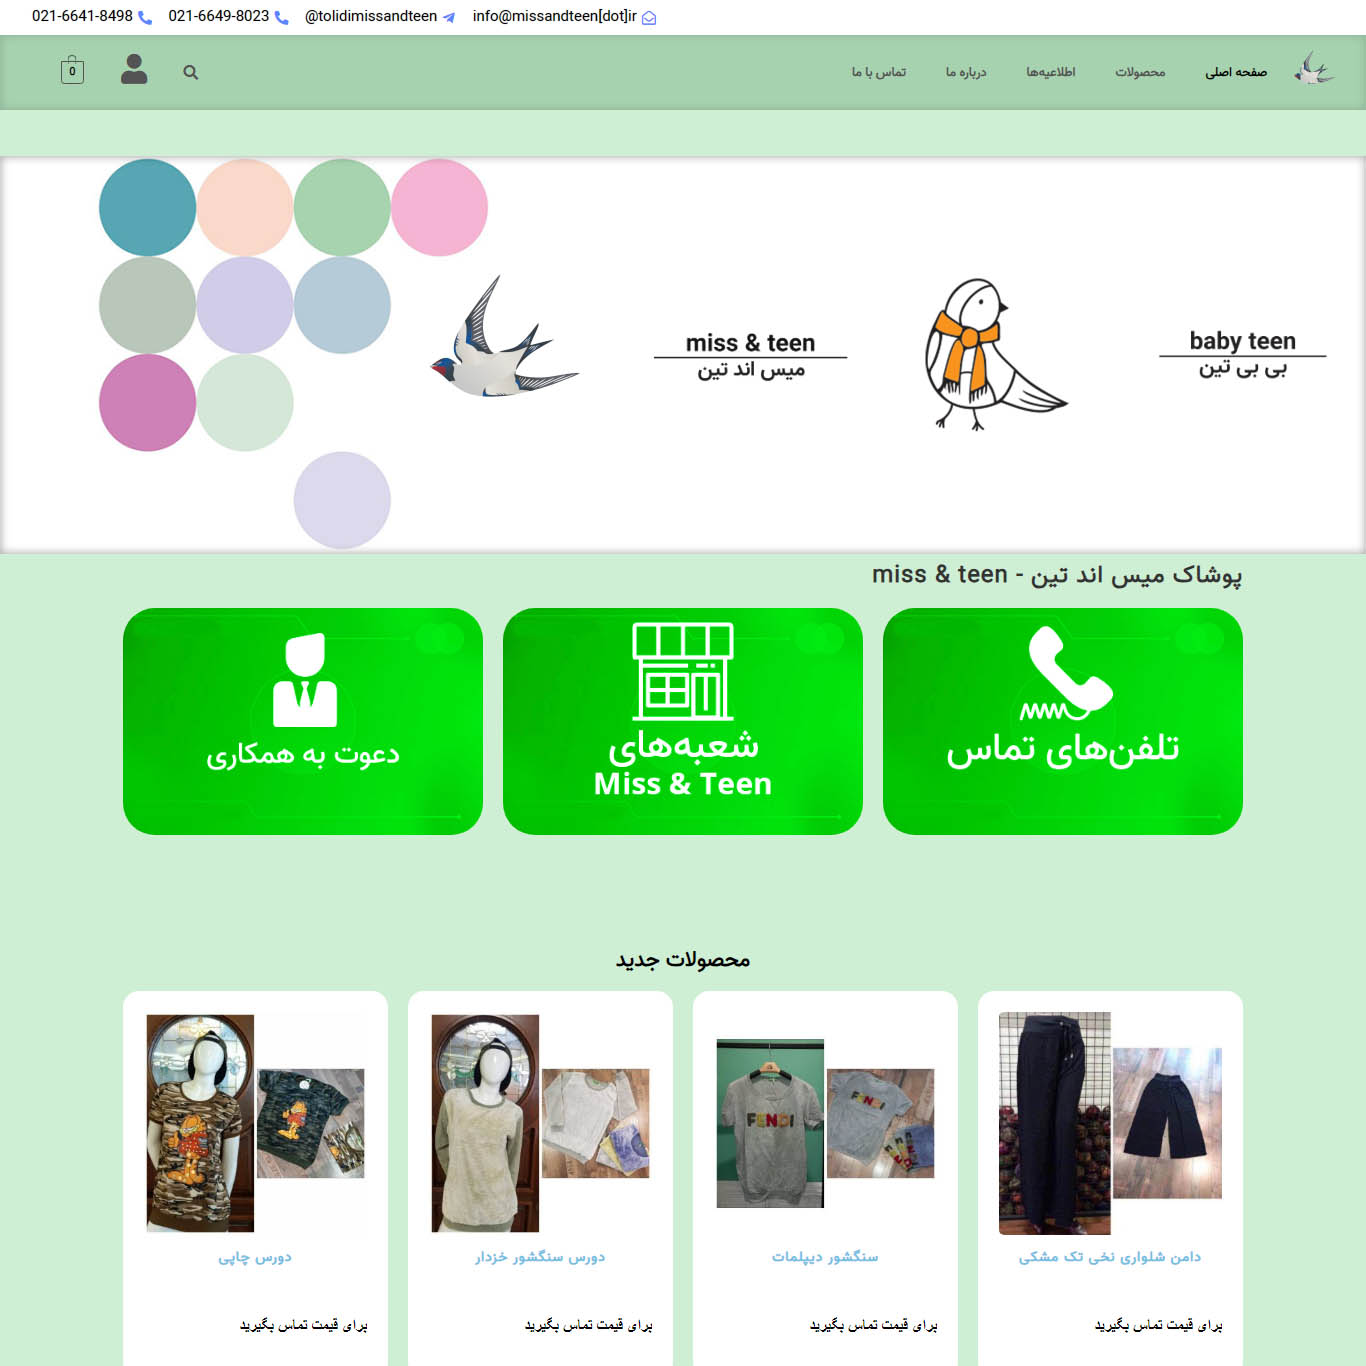 021-6641-8498
021-6649-8023
@tolidimissandteen
info@missandteen[dot]ir
صفحه اصلی
محصولات
اطلاعیه‌ها
درباره ما
تماس با ما
0
miss & teen
میس اند تین
baby teen
بی بی تین
پوشاک میس اند تین - miss & teen
تلفن‌های تماس
شعبه‌های
Miss & Teen
دعوت به همکاری
محصولات جدید
FENDI
FENDI
دامن شلواری نخی تک مشکی
سنگشور دیپلمات
دورس سنگشور خزدار
دورس چاپی
برای قیمت تماس بگیرید
برای قیمت تماس بگیرید
برای قیمت تماس بگیرید
برای قیمت تماس بگیرید